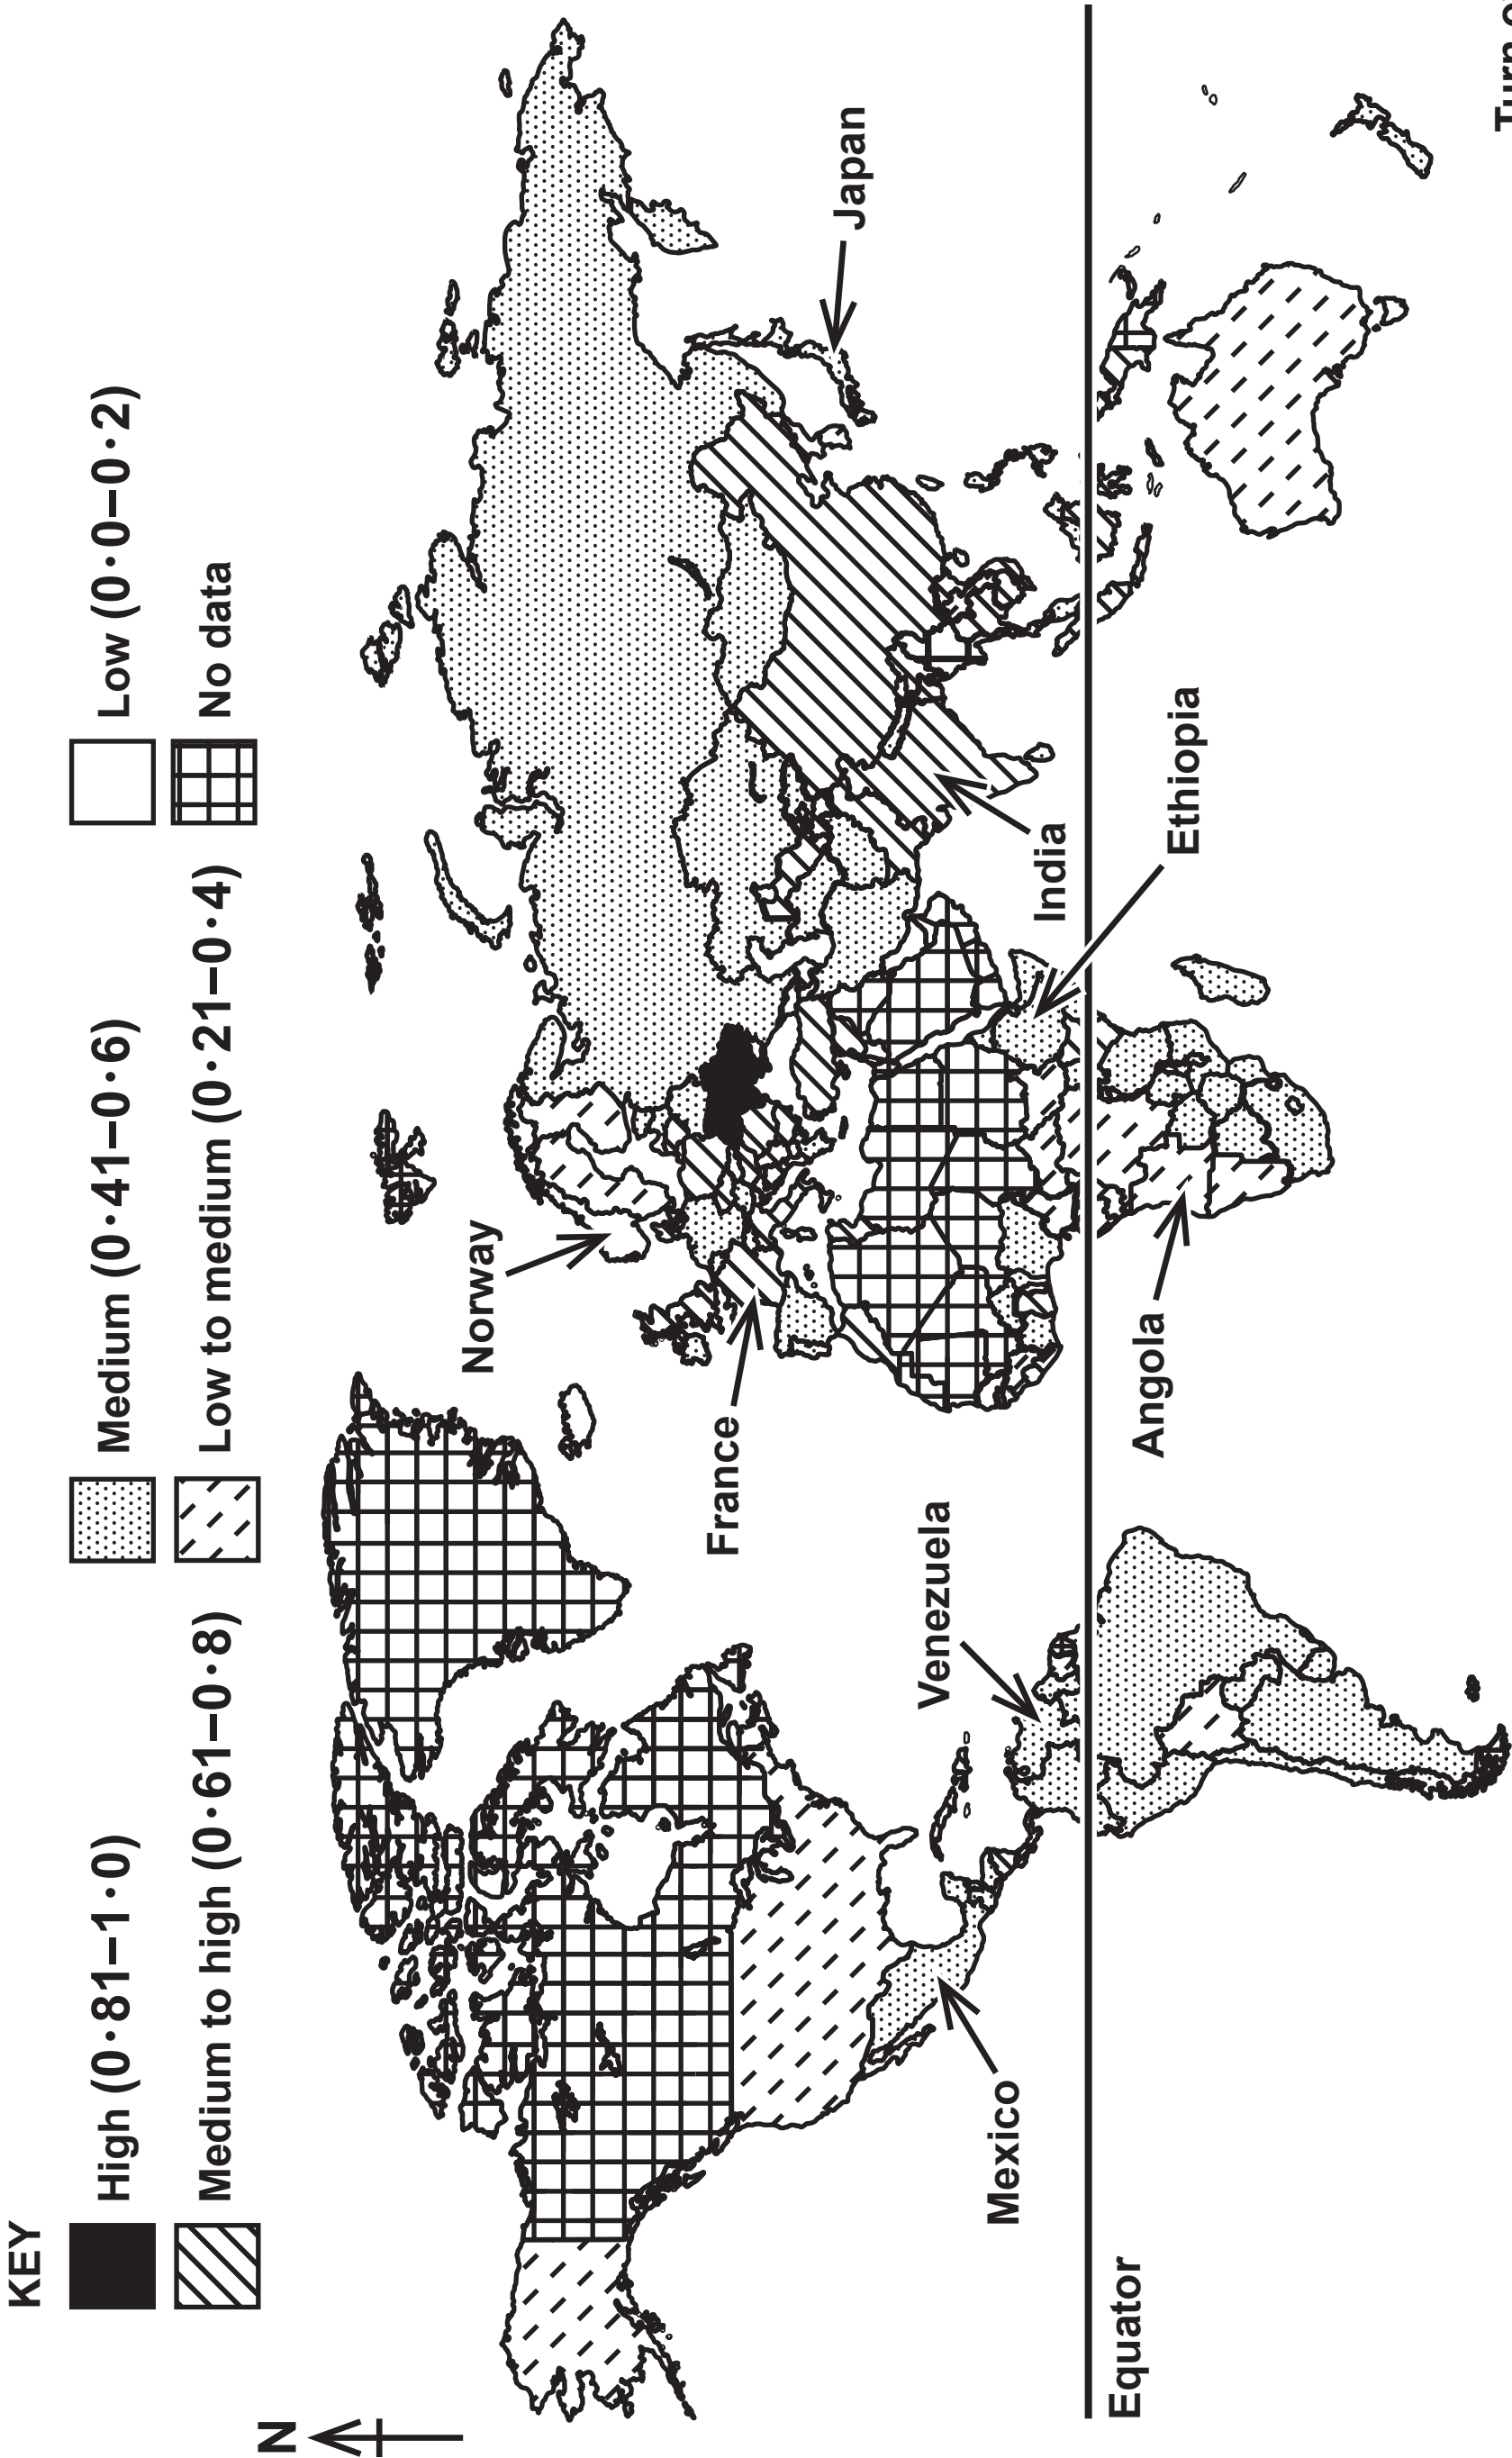 KEY
High (0·81–1·0)
Medium (0·41–0·6)
Low (0·0–0·2)
Medium to high (0·61–0·8)
Low to medium (0·21–0·4)
No data
N
Norway
France
Japan
Venezuela
Mexico
India
Ethiopia
Angola
Equator
Turn